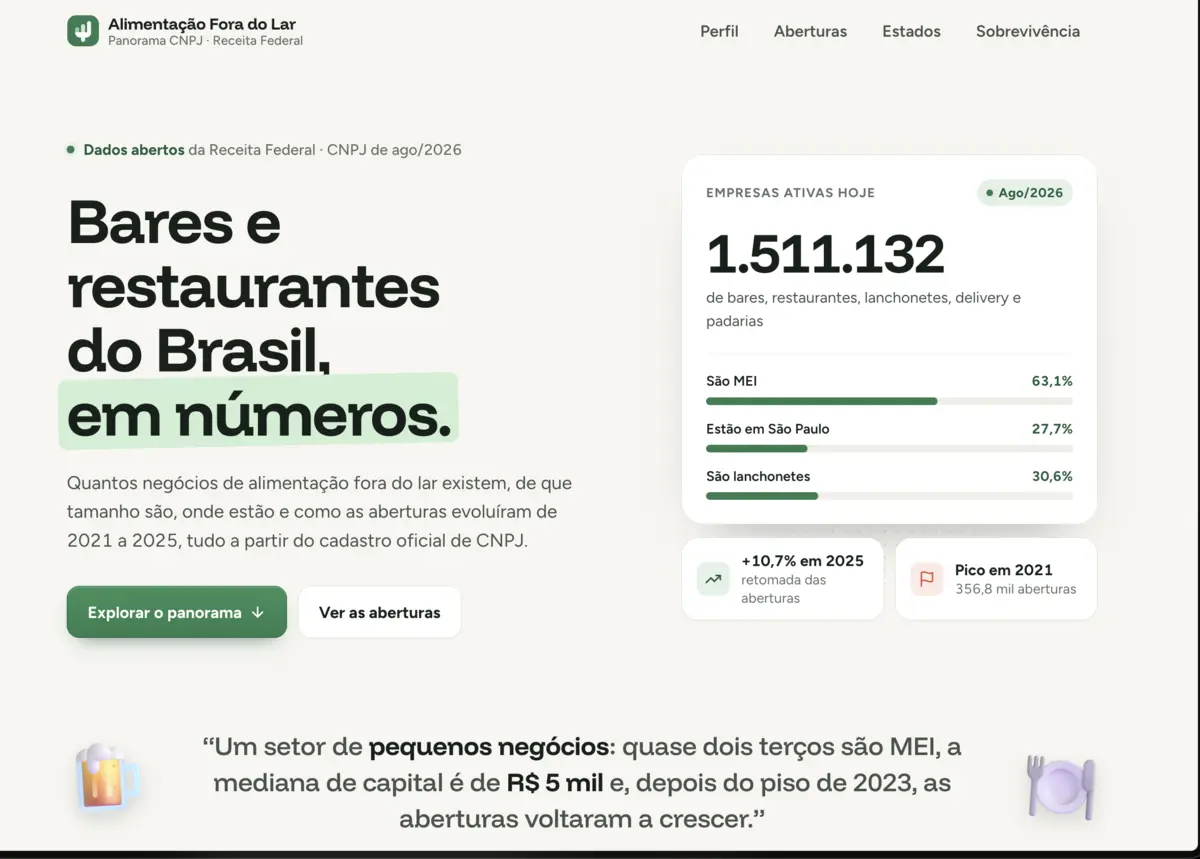 Alimentação Fora do Lar
Panorama CNPJ · Receita Federal
Perfil
Aberturas
Estados
Sobrevivência
Dados abertos da Receita Federal · CNPJ de ago/2026
Bares e
restaurantes
do Brasil,
em números.
Quantos negócios de alimentação fora do lar existem, de que
tamanho são, onde estão e como as aberturas evoluíram de
2021 a 2025, tudo a partir do cadastro oficial de CNPJ.
Explorar o panorama ↓
Ver as aberturas
EMPRESAS ATIVAS HOJE
Ago/2026
1.511.132
de bares, restaurantes, lanchonetes, delivery e
padarias
São MEI
63,1%
Estão em São Paulo
27,7%
São lanchonetes
30,6%
+10,7% em 2025
retomada das
aberturas
Pico em 2021
356,8 mil aberturas
“Um setor de pequenos negócios: quase dois terços são MEI, a
mediana de capital é de R$ 5 mil e, depois do piso de 2023, as
aberturas voltaram a crescer.”